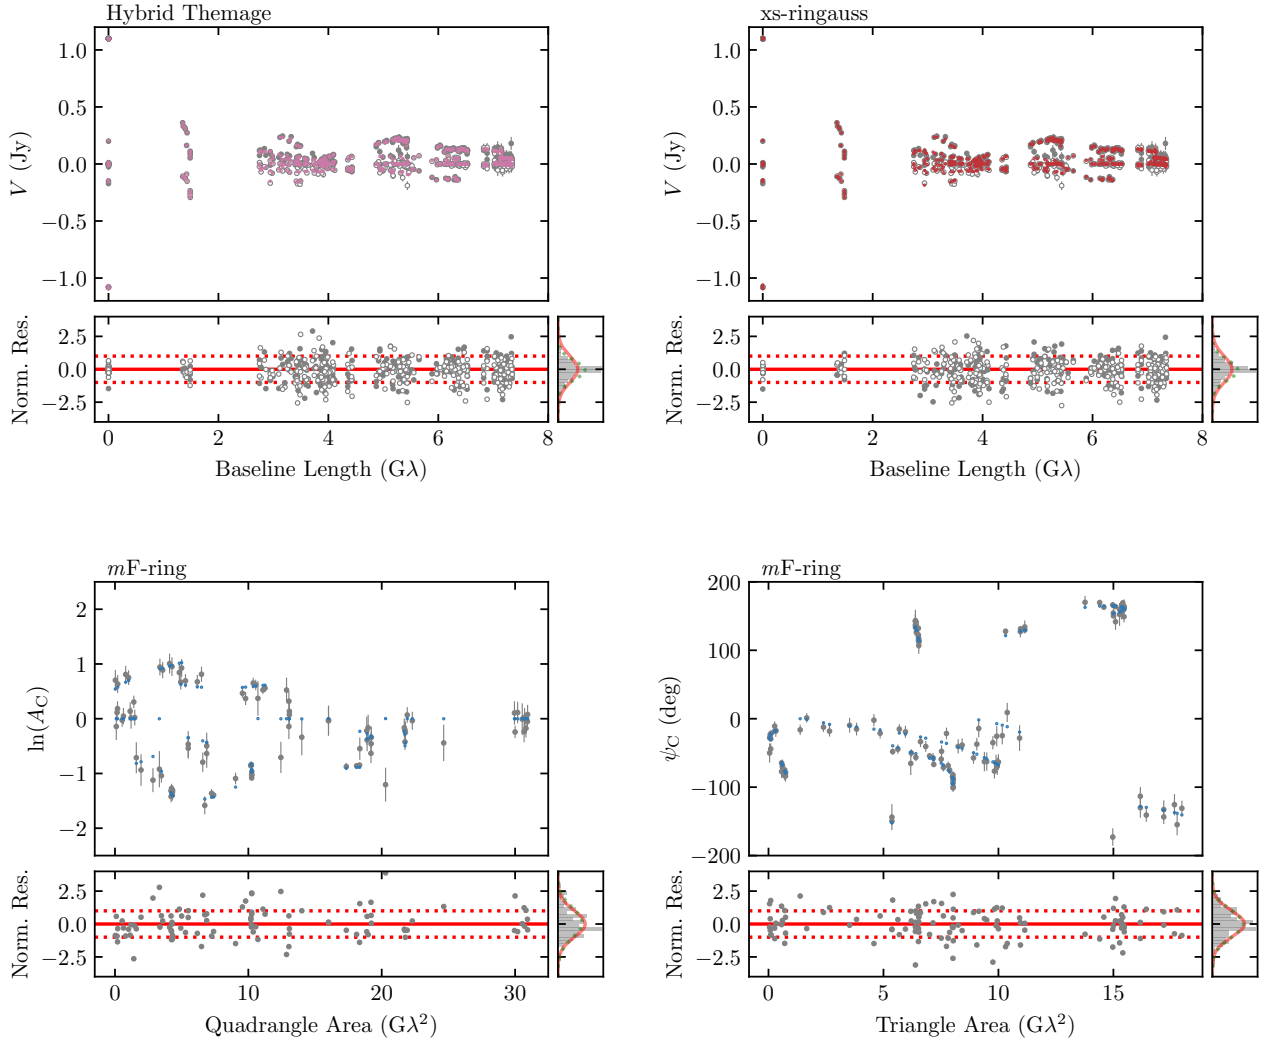 Hybrid Themage
xs-ringauss
1.0
0.5
0.0
−0.5
−1.0
V (Jy)
1.0
0.5
0.0
−0.5
−1.0
V (Jy)
2.5
0.0
−2.5
Norm. Res.
2.5
0.0
−2.5
Norm. Res.
0 2 4 6 8
0 2 4 6 8
Baseline Length (Gλ)
Baseline Length (Gλ)
mF-ring
mF-ring
2
1
0
−1
−2
ln(A_C)
200
100
0
−100
−200
ψ_C (deg)
2.5
0.0
−2.5
Norm. Res.
2.5
0.0
−2.5
Norm. Res.
0 10 20 30
0 5 10 15
Quadrangle Area (Gλ²)
Triangle Area (Gλ²)